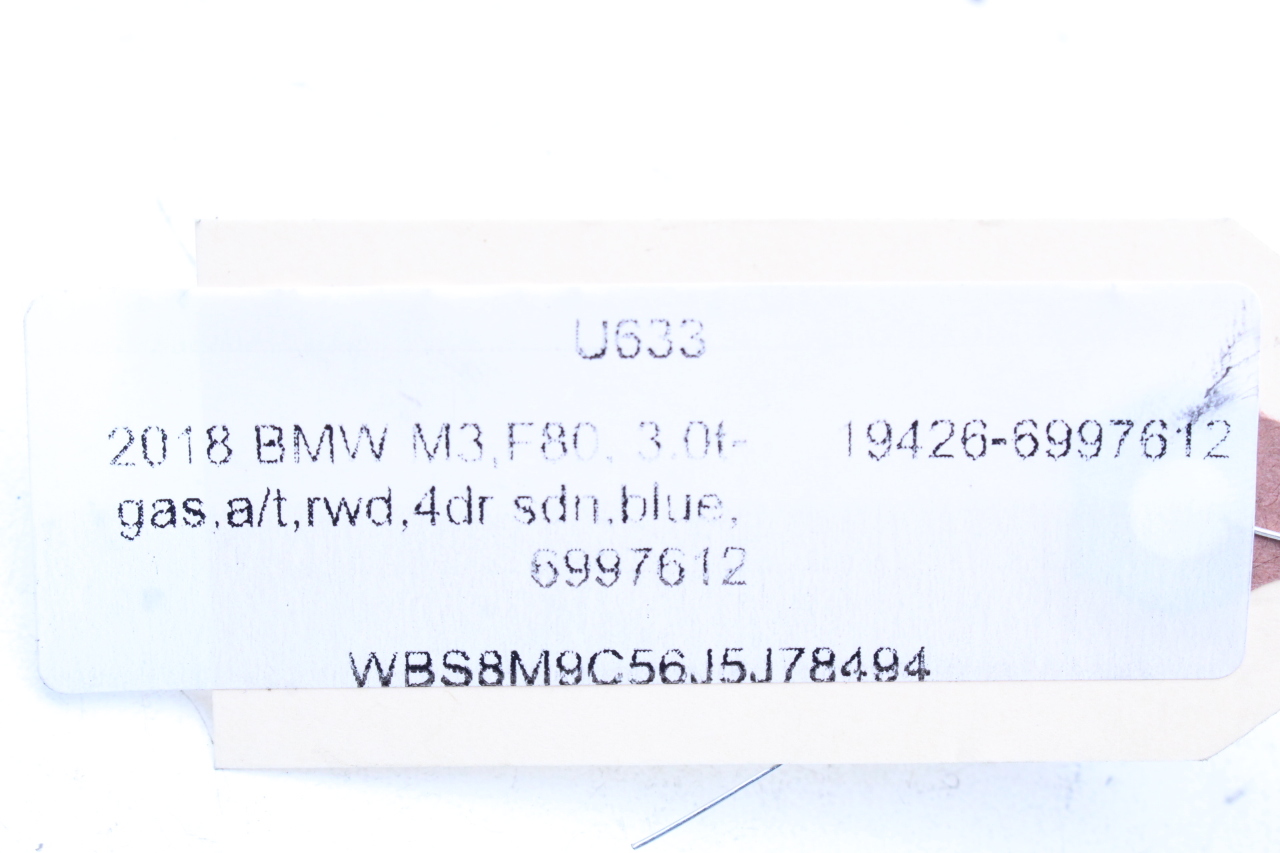 U633
2018 BMW M3,F80, 3.0t- 19426-6997612
gas,a/t,rwd,4dr sdn,blue,
6997612
WBS8M9C56J5J78494